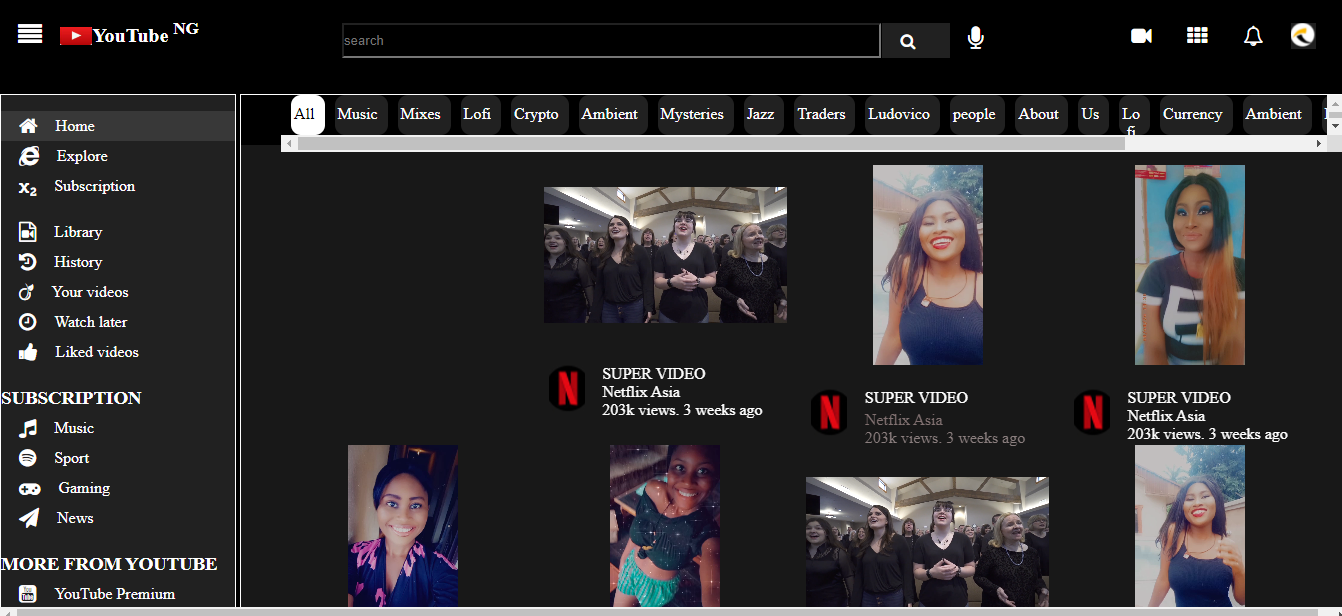 YouTube NG
search
All Music Mixes Lofi Crypto Ambient Mysteries Jazz Traders Ludovico people About Us Lo
fi Currency Ambient
Home
Explore
x₂ Subscription
Library
History
Your videos
Watch later
Liked videos
SUBSCRIPTION
Music
Sport
Gaming
News
MORE FROM YOUTUBE
You
Tube YouTube Premium
N SUPER VIDEO
Netflix Asia
203k views. 3 weeks ago
N SUPER VIDEO
Netflix Asia
203k views. 3 weeks ago
N SUPER VIDEO
Netflix Asia
203k views. 3 weeks ago
E